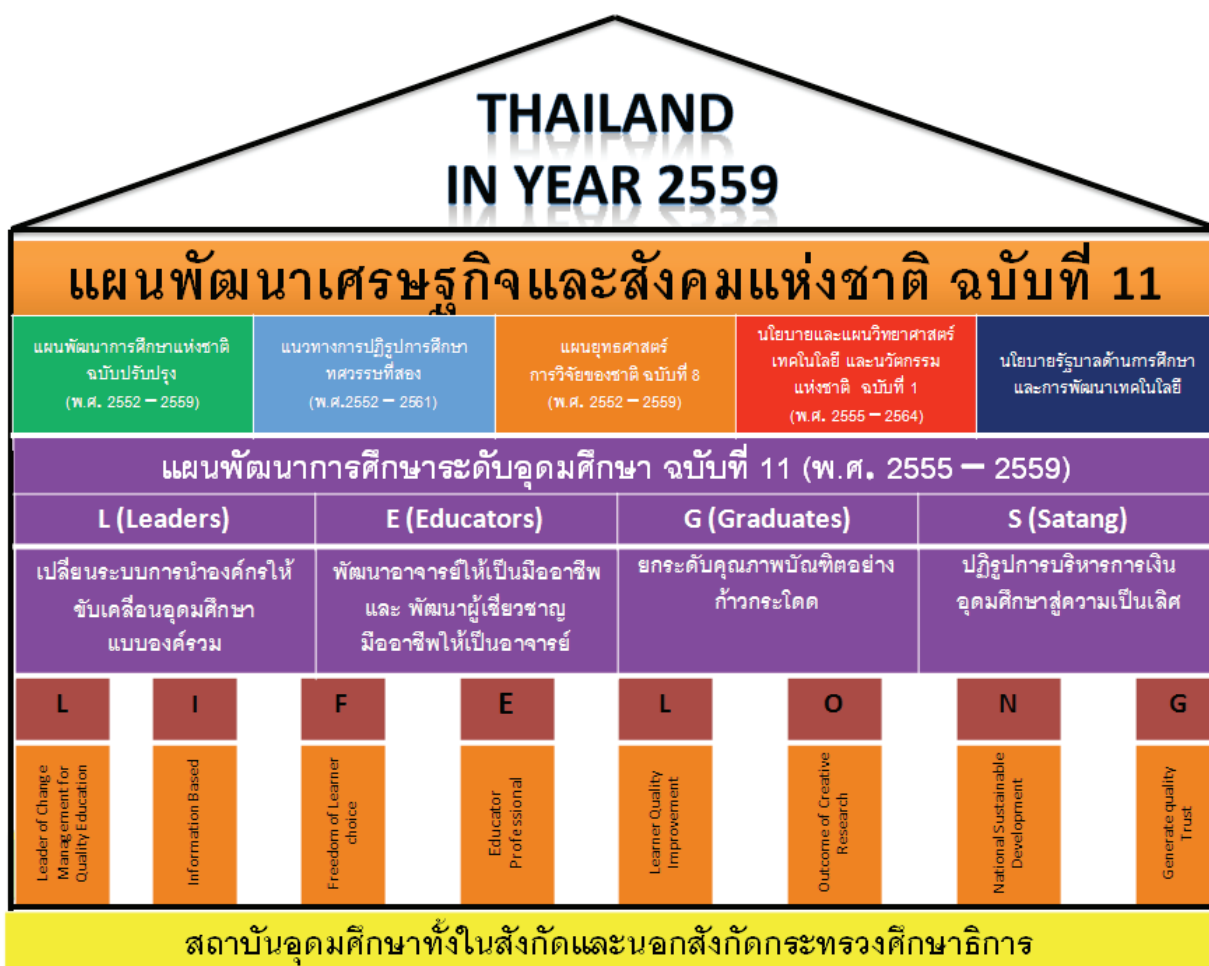 THAILAND
IN YEAR 2559
แผนพัฒนาเศรษฐกิจและสังคมแห่งชาติ ฉบับที่ 11
แผนพัฒนาการศึกษาแห่งชาติ
ฉบับปรับปรุง
(พ.ศ. 2552 – 2559)
แนวทางการปฏิรูปการศึกษา
ทศวรรษที่สอง
(พ.ศ.2552 – 2561)
แผนยุทธศาสตร์
การวิจัยของชาติ ฉบับที่ 8
(พ.ศ. 2552 – 2559)
นโยบายและแผนวิทยาศาสตร์
เทคโนโลยี และนวัตกรรม
แห่งชาติ ฉบับที่ 1
(พ.ศ. 2555 – 2564)
นโยบายรัฐบาลด้านการศึกษา
และการพัฒนาเทคโนโลยี
แผนพัฒนาการศึกษาระดับอุดมศึกษา ฉบับที่ 11 (พ.ศ. 2555 – 2559)
L (Leaders)
E (Educators)
G (Graduates)
S (Satang)
เปลี่ยนระบบการนำองค์กรให้
ขับเคลื่อนอุดมศึกษา
แบบองค์รวม
พัฒนาอาจารย์ให้เป็นมืออาชีพ
และ พัฒนาผู้เชี่ยวชาญ
มืออาชีพให้เป็นอาจารย์
ยกระดับคุณภาพบัณฑิตอย่าง
ก้าวกระโดด
ปฏิรูปการบริหารการเงิน
อุดมศึกษาสู่ความเป็นเลิศ
L
I
F
E
L
O
N
G
Leader of Change
Management for
Quality Education
Information Based
Freedom of Learner
choice
Educator
Professional
Learner Quality
Improvement
Outcome of Creative
Research
National Sustainable
Development
Generate quality
Trust
สถาบันอุดมศึกษาทั้งในสังกัดและนอกสังกัดกระทรวงศึกษาธิการ